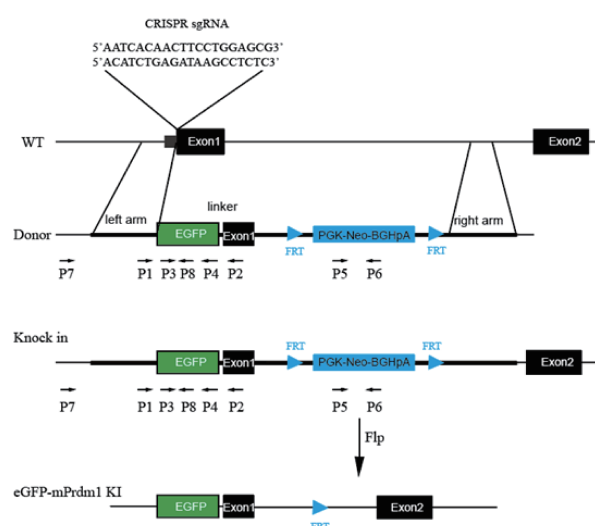 CRISPR sgRNA
5'AATCACAACTTCCTGGAGCG3'
5'ACATCTGAGATAAGCCTCTC3'
WT
Exon1
Exon2
left arm
linker
right arm
Donor
EGFP
Exon1
PGK-Neo-BGHpA
FRT
FRT
P7
P1
P3
P8
P4
P2
P5
P6
Knock in
FRT
FRT
EGFP
Exon1
PGK-Neo-BGHpA
Exon2
P7
P1
P3
P8
P4
P2
P5
P6
Flp
eGFP-mPrdm1 KI
EGFP
Exon1
Exon2
FRT